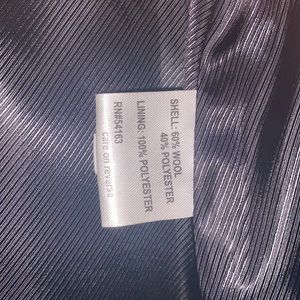 SHELL: 60% WOOL
40% POLYESTER
LINING: 100% POLYESTER
RN#54163
care on reverse